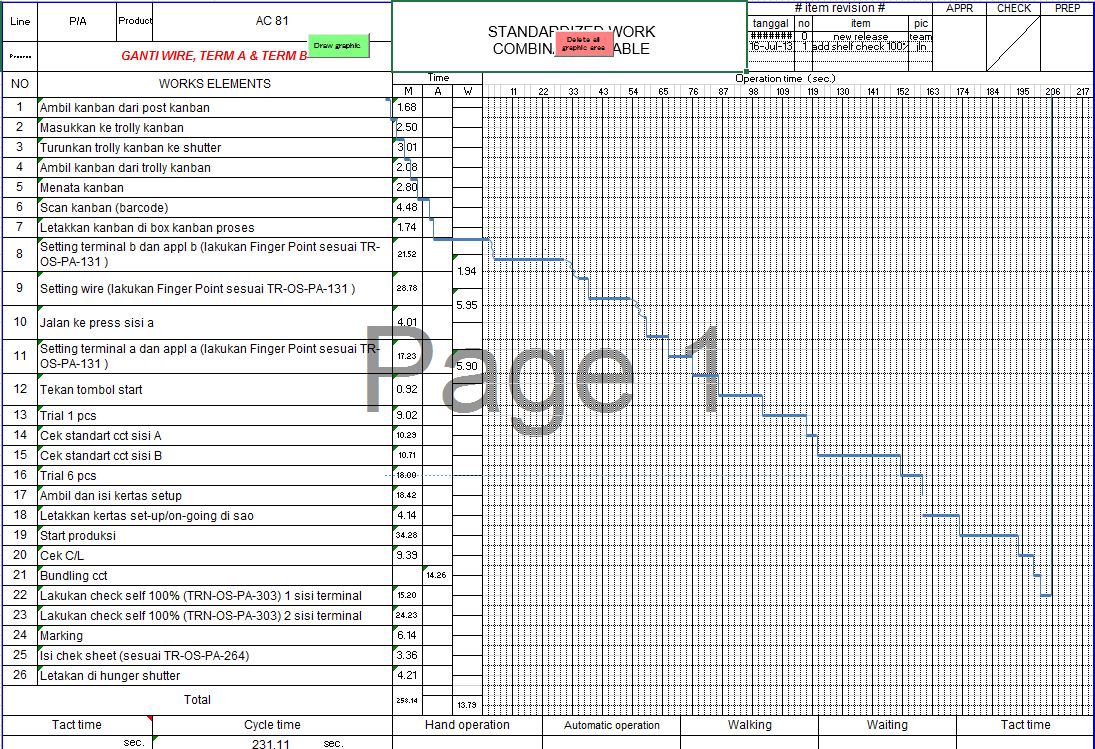 Line P/A Product AC 81
Process
GANTI WIRE, TERM A & TERM B
Draw graphic
STANDARDIZED WORK
COMBINATION TABLE
Delete all
graphic area
# item revision #
tanggal no item pic
####### 0 new release team
16-Jul-13 1 add shelf check 100% jln
APPR CHECK PREP
NO WORKS ELEMENTS Time Operation time (sec.)
M A W 11 22 33 43 54 65 76 87 98 109 119 130 141 152 163 174 184 195 206 217
1 Ambil kanban dari post kanban 1.68
2 Masukkan ke trolly kanban 2.50
3 Turunkan trolly kanban ke shutter 3.01
4 Ambil kanban dari trolly kanban 2.08
5 Menata kanban 2.80
6 Scan kanban (barcode) 4.48
7 Letakkan kanban di box kanban proses 1.74
8 Setting terminal b dan appl b (lakukan Finger Point sesuai TR-
OS-PA-131 ) 21.52
1.94
9 Setting wire (lakukan Finger Point sesuai TR-OS-PA-131 ) 28.78
5.95
10 Jalan ke press sisi a 4.01
11 Setting terminal a dan appl a (lakukan Finger Point sesuai TR-
OS-PA-131 ) 17.23
5.90
12 Tekan tombol start 0.92
13 Trial 1 pcs 9.02
14 Cek standart cct sisi A 10.29
15 Cek standart cct sisi B 10.71
16 Trial 6 pcs 18.00
17 Ambil dan isi kertas setup 18.42
18 Letakkan kertas set-up/on-going di sao 4.14
19 Start produksi 34.28
20 Cek C/L 9.39
21 Bundling cct 14.26
22 Lakukan check self 100% (TRN-OS-PA-303) 1 sisi terminal 15.20
23 Lakukan check self 100% (TRN-OS-PA-303) 2 sisi terminal 24.23
24 Marking 6.14
25 Isi chek sheet (sesuai TR-OS-PA-264) 3.36
26 Letakan di hunger shutter 4.21
Total 258.14 13.79
Page 1
Tact time Cycle time Hand operation Automatic operation Walking Waiting Tact time
sec. 231.11 sec.